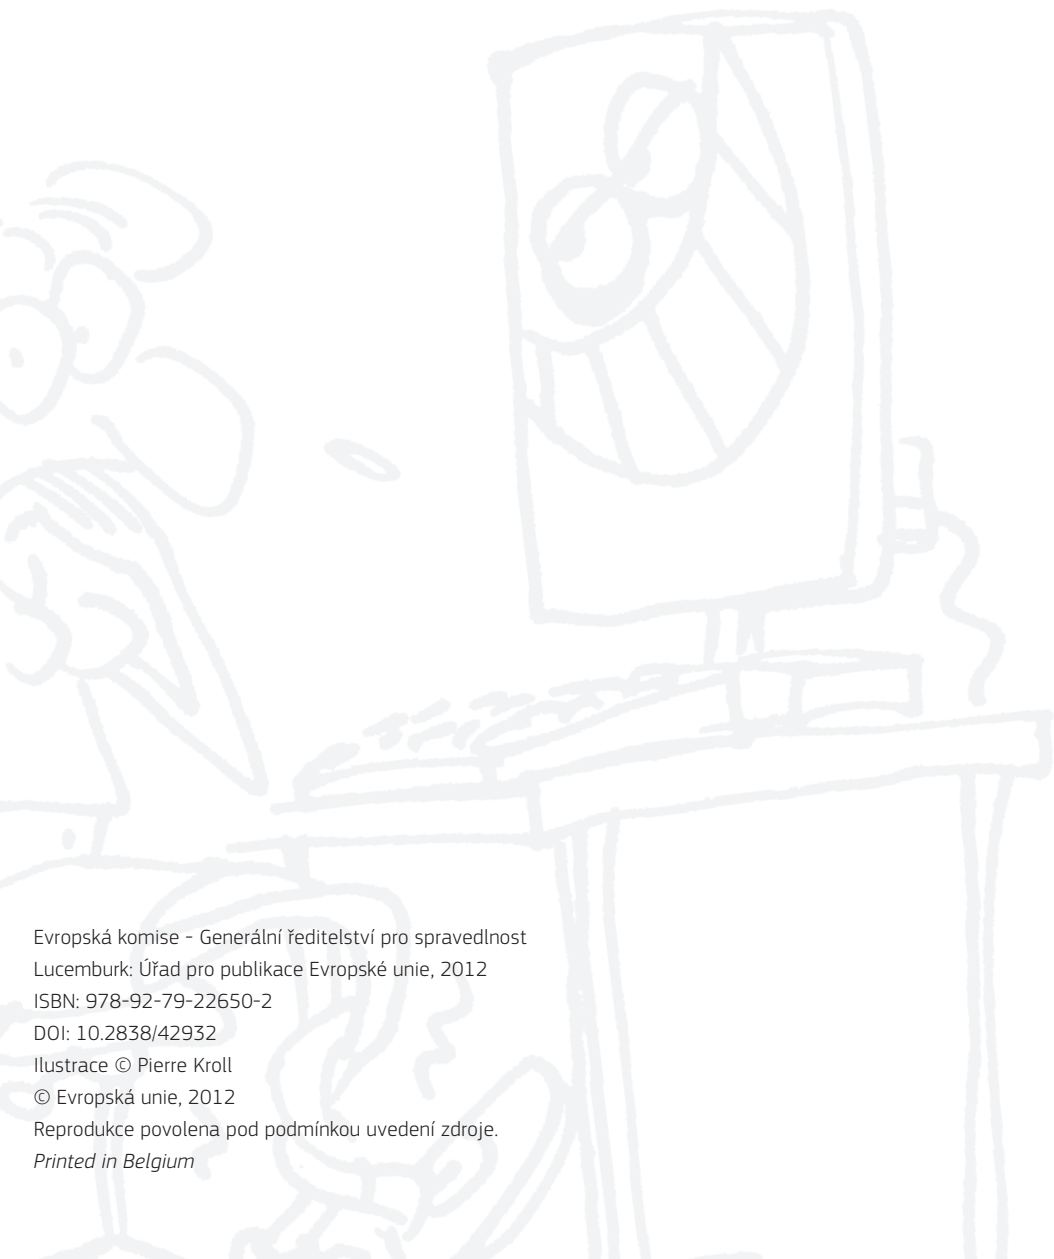 Evropská komise - Generální ředitelství pro spravedlnost
Lucemburk: Úřad pro publikace Evropské unie, 2012
ISBN: 978-92-79-22650-2
DOI: 10.2838/42932
Ilustrace © Pierre Kroll
© Evropská unie, 2012
Reprodukce povolena pod podmínkou uvedení zdroje.
Printed in Belgium